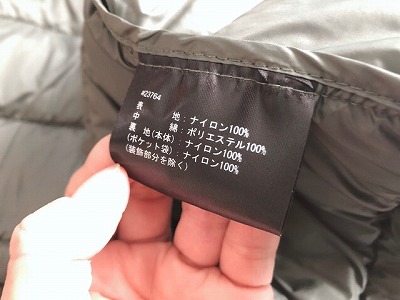 #23764
表 地：ナイロン100%
中 綿：ポリエステル100%
裏 地(本体)：ナイロン100%
(ポケット袋)：ナイロン100%
(装飾部分を除く)